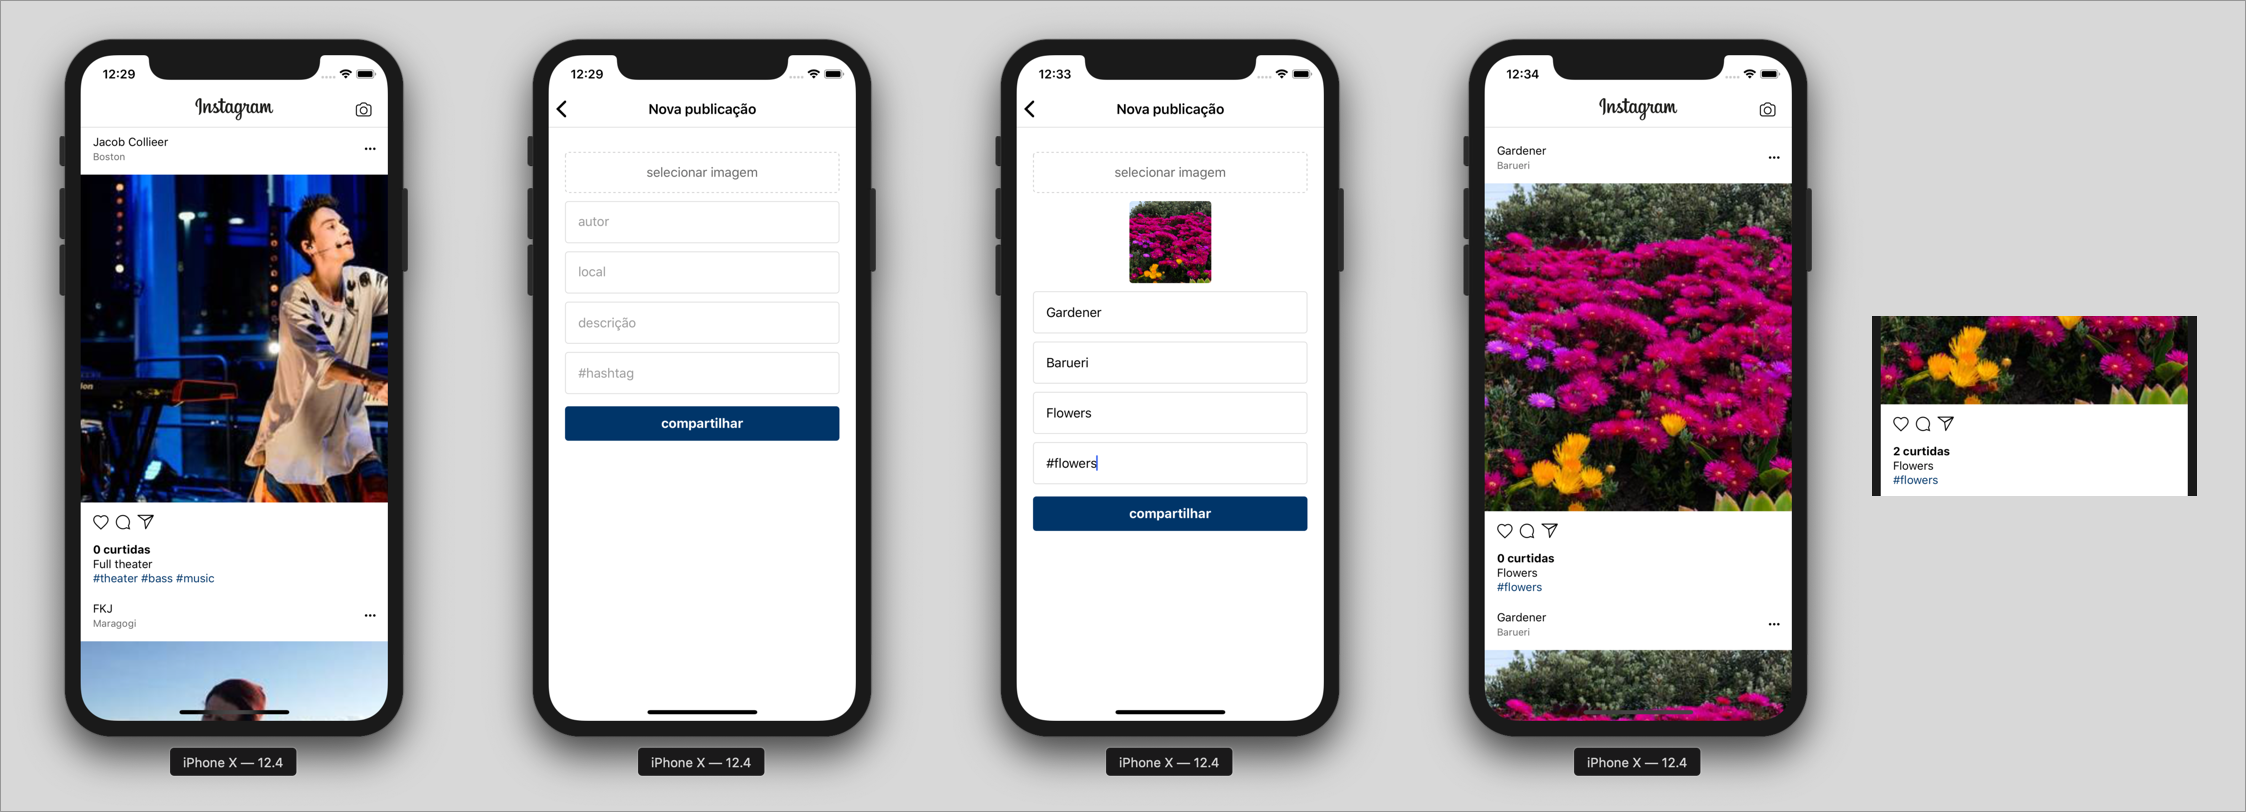 12:29
Instagram
Jacob Collieer
Boston
0 curtidas
Full theater
#theater #bass #music
FKJ
Maragogi
iPhone X — 12.4
12:29
Nova publicação
selecionar imagem
autor
local
descrição
#hashtag
compartilhar
iPhone X — 12.4
12:33
Nova publicação
selecionar imagem
Gardener
Barueri
Flowers
#flowers
compartilhar
iPhone X — 12.4
12:34
Instagram
Gardener
Barueri
0 curtidas
Flowers
#flowers
Gardener
Barueri
iPhone X — 12.4
2 curtidas
Flowers
#flowers